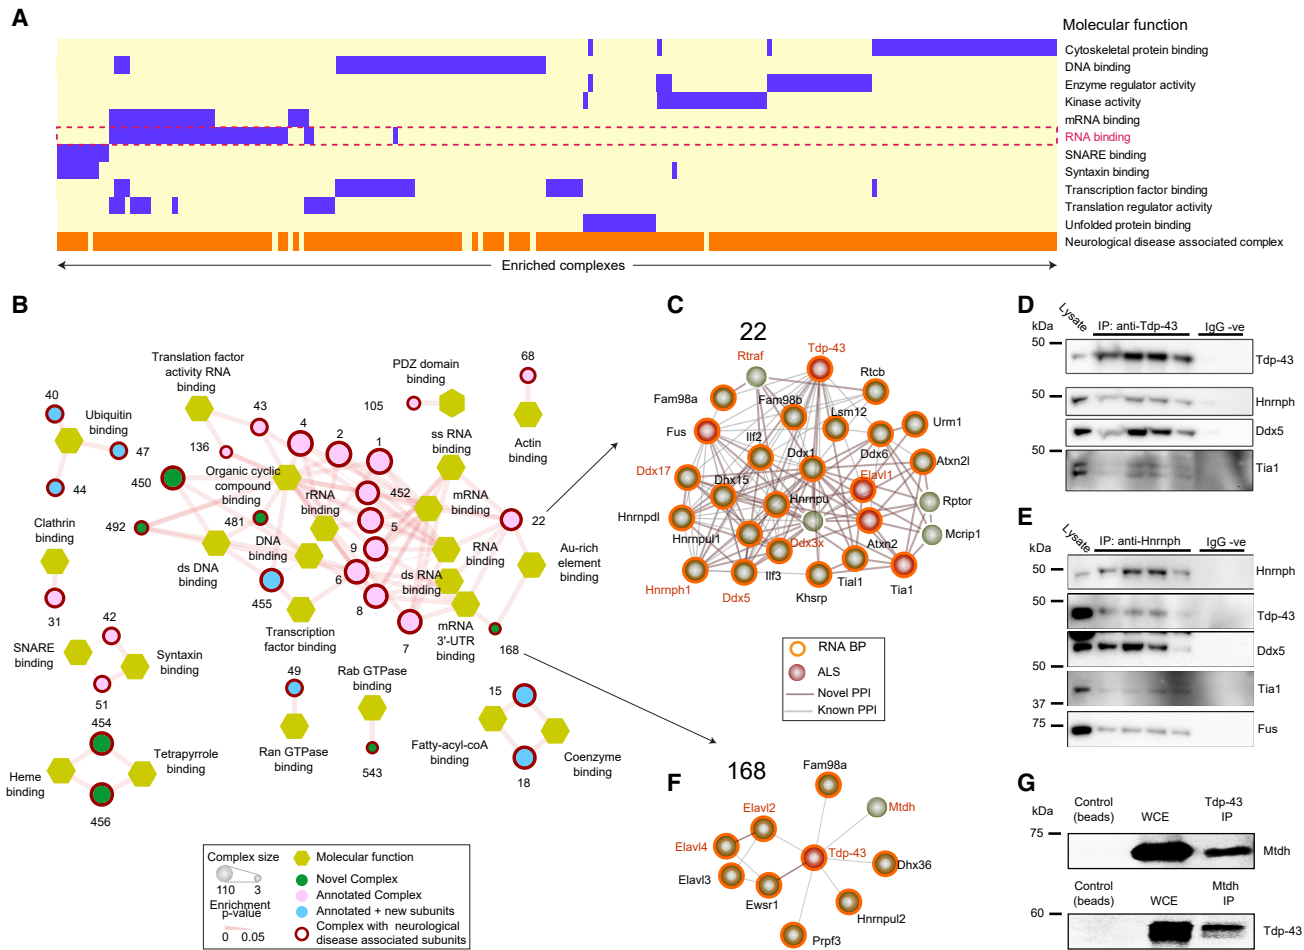 A
Molecular function
Cytoskeletal protein binding
DNA binding
Enzyme regulator activity
Kinase activity
mRNA binding
RNA binding
SNARE binding
Syntaxin binding
Transcription factor binding
Translation regulator activity
Unfolded protein binding
Neurological disease associated complex
Enriched complexes
B
Translation factor
activity RNA
binding
40
Ubiquitin
binding
47
44
43
136
4
2
1
PDZ domain
binding
105
68
Actin
binding
ss RNA
binding
450
Organic cyclic
compound
binding
452
mRNA
binding
22
rRNA
binding
492
481
5
Clathrin
binding
31
ds DNA
binding
DNA
binding
9
RNA
binding
Au-rich
element
binding
455
6
ds RNA
binding
8
Transcription
factor binding
7
mRNA
3'-UTR
binding
168
42
SNARE
binding
Syntaxin
binding
51
49
Ran GTPase
binding
Rab GTPase
binding
543
15
Fatty-acyl-coA
binding
Coenzyme
binding
18
454
Tetrapyrrole
binding
Heme
binding
456
Complex size
110 3
Enrichment
p-value
0 0.05
Molecular function
Novel Complex
Annotated Complex
Annotated + new subunits
Complex with neurological
disease associated subunits
C
22
Rtraf
Tdp-43
Rtcb
Fam98a
Fam98b
Lsm12
Urm1
Fus
Ilf2
Ddx1
Ddx6
Atxn2l
Ddx17
Dhx15
Elavl1
Hnrnpu
Rptor
Hnrnpdl
Hnrnpul1
Ddx3x
Atxn2
Mcrip1
Hnrnph1
Ddx5
Ilf3
Khsrp
Tial1
Tia1
RNA BP
ALS
Novel PPI
Known PPI
D
kDa
Lysate
IP: anti-Tdp-43
IgG -ve
50
Tdp-43
50
Hnrnph
Ddx5
50
Tia1
E
kDa
Lysate
IP: anti-Hnrnph
IgG -ve
50
Hnrnph
50
Tdp-43
Ddx5
50
Tia1
37
75
Fus
F
168
Fam98a
Elavl2
Mtdh
Elavl4
Tdp-43
Dhx36
Elavl3
Ewsr1
Hnrnpul2
Prpf3
G
kDa
Control
(beads)
WCE
Tdp-43
IP
75
Mtdh
Control
(beads)
WCE
Mtdh
IP
60
Tdp-43